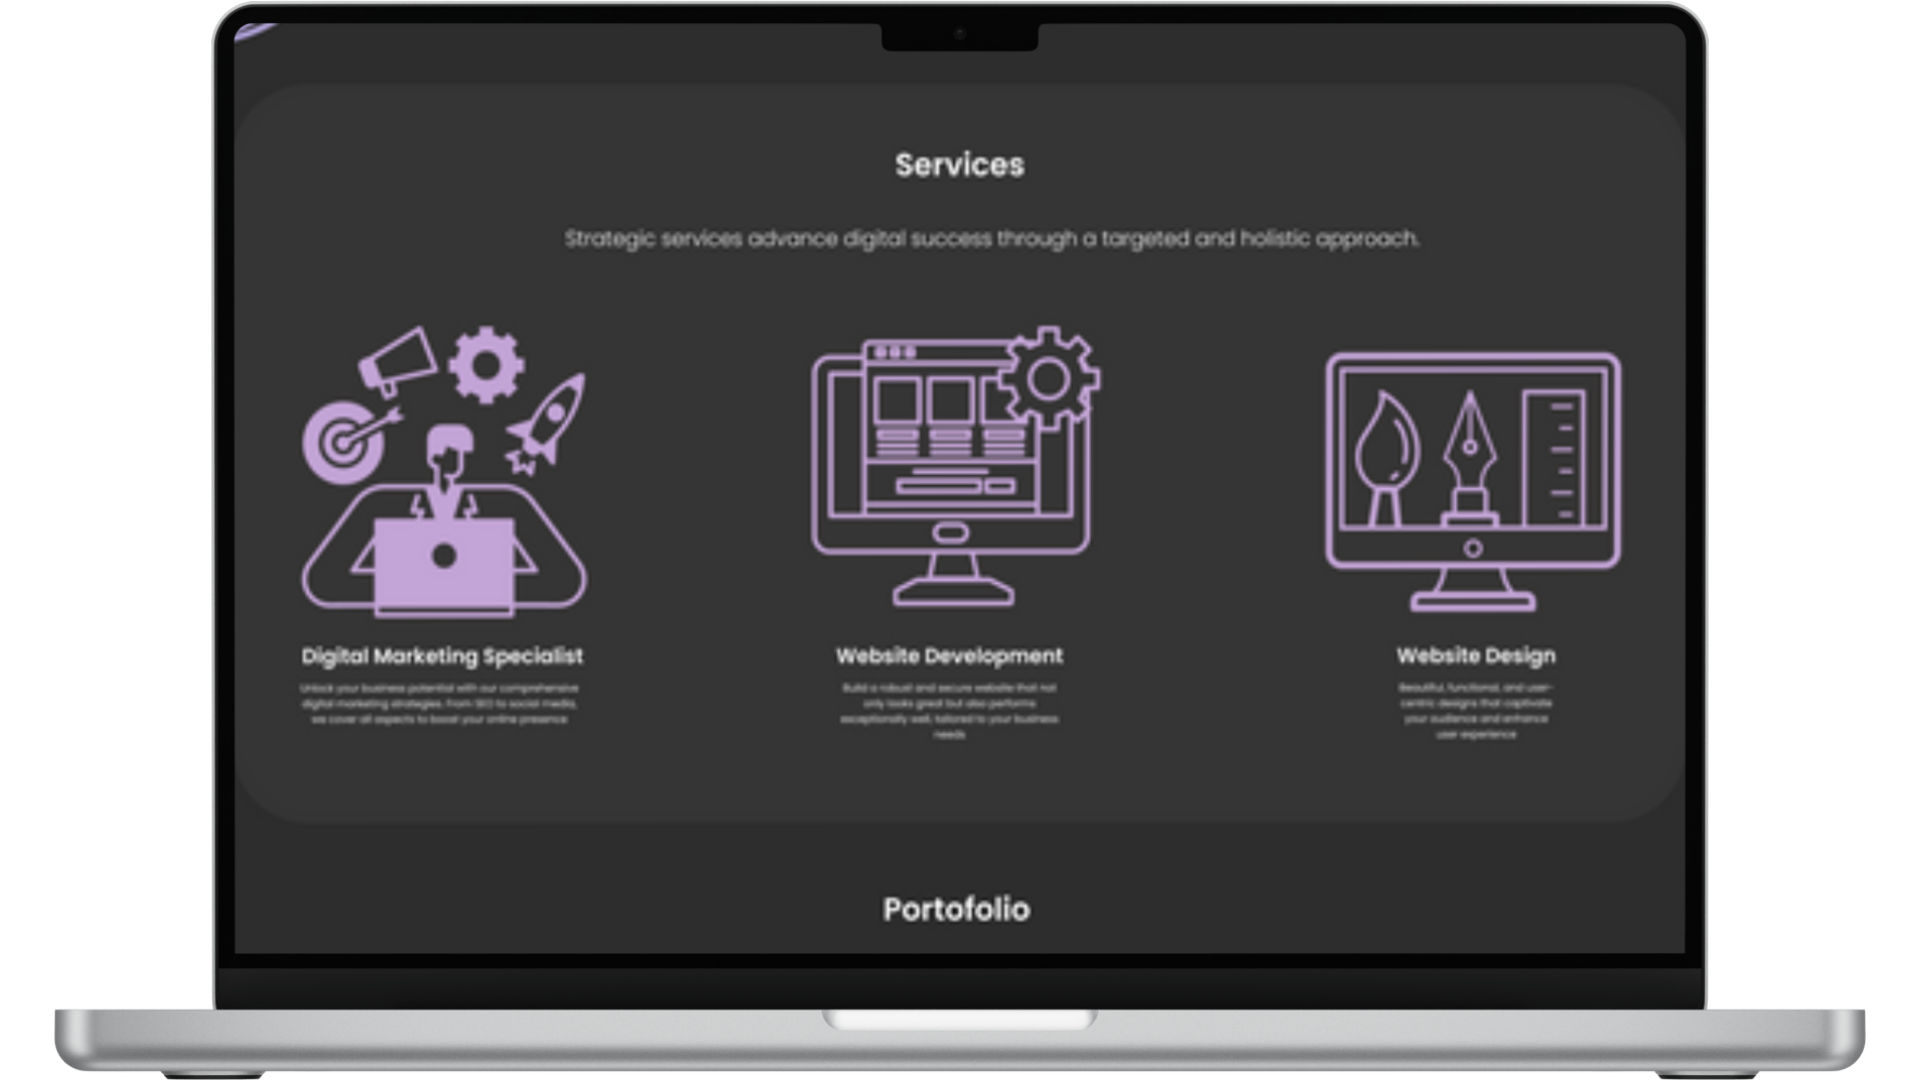 Services
Strategic services advance digital success through a targeted and holistic approach.
Digital Marketing Specialist
Unlock your business potential with our comprehensive
digital marketing strategies. From SEO to social media,
we cover all aspects to boost your online presence
Website Development
Build a robust and secure website that not
only looks great but also performs
exceptionally well, tailored to your business
needs
Website Design
Beautiful, functional, and user-
centric designs that captivate
your audience and enhance
user experience
Portofolio